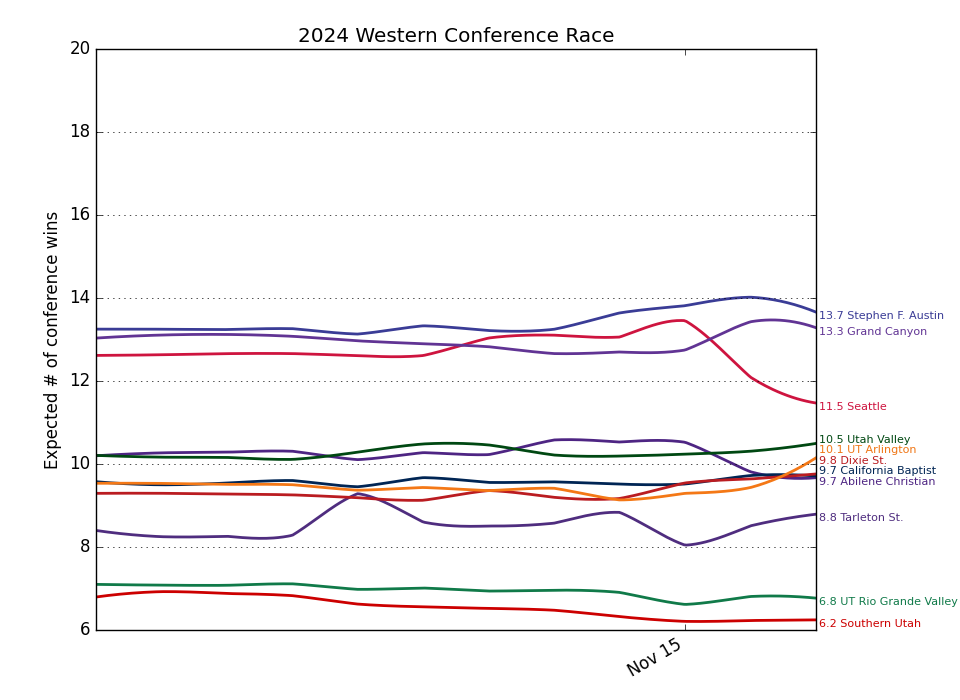 2024 Western Conference Race
Expected # of conference wins
20
18
16
14
12
10
8
6
Nov 15
13.7 Stephen F. Austin
13.3 Grand Canyon
11.5 Seattle
10.5 Utah Valley
10.1 UT Arlington
9.8 Dixie St.
9.7 California Baptist
9.7 Abilene Christian
8.8 Tarleton St.
6.8 UT Rio Grande Valley
6.2 Southern Utah